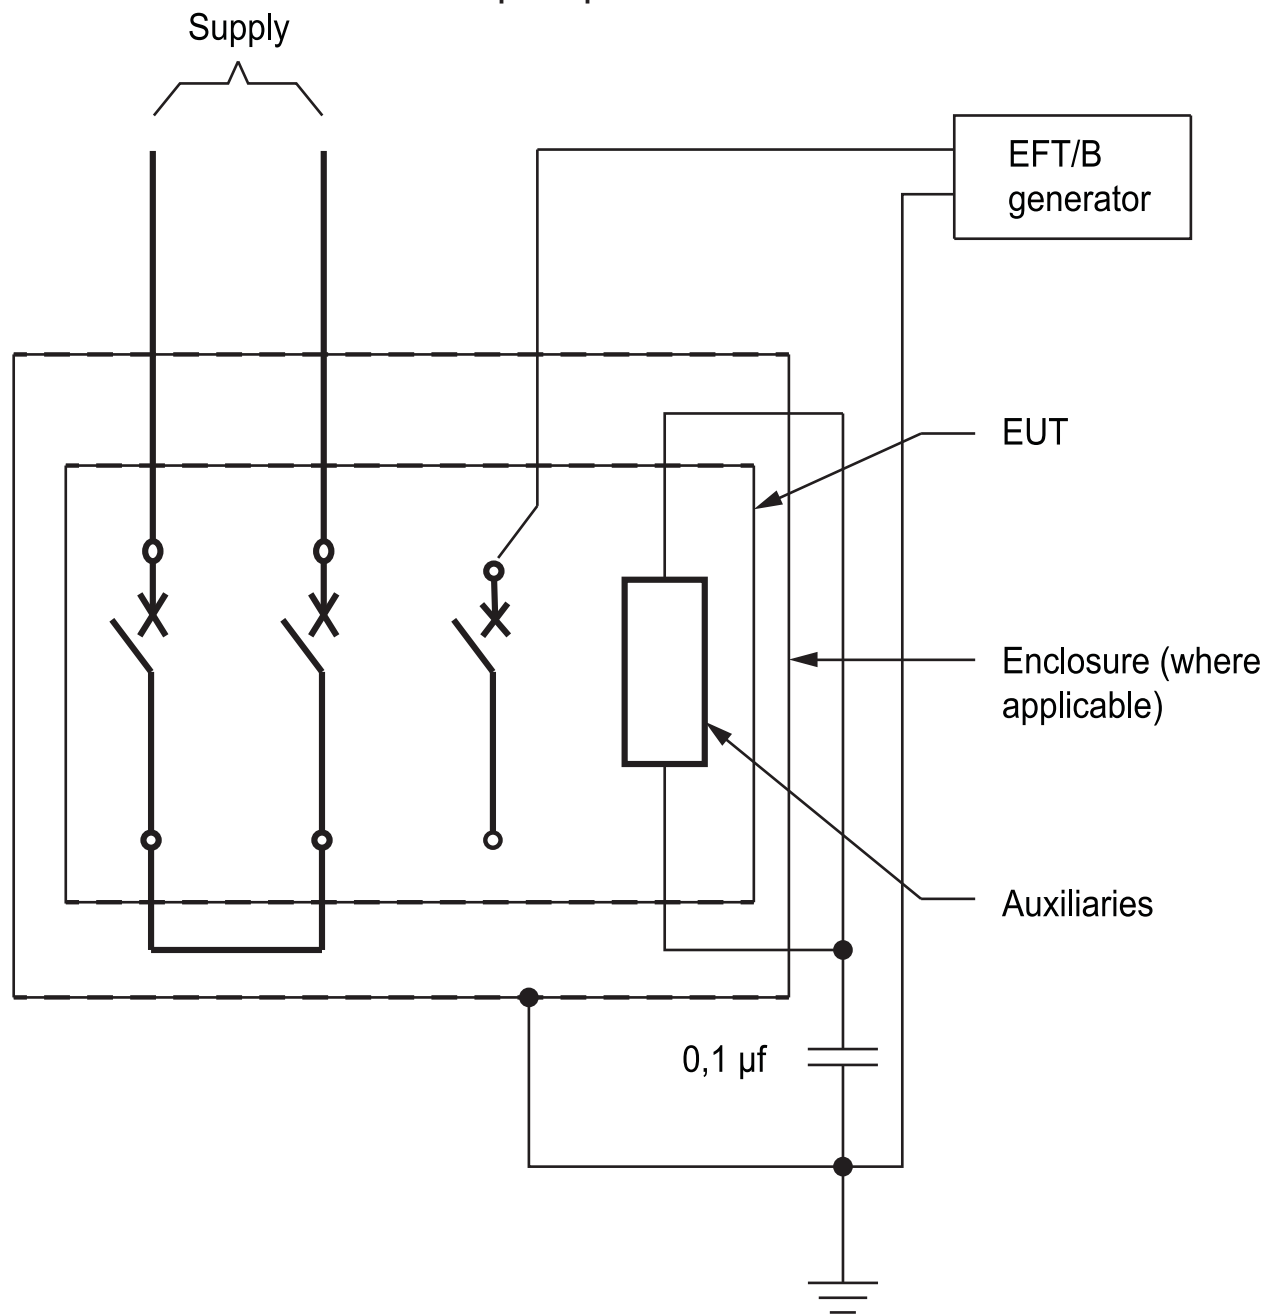 Supply
EFT/B
generator
EUT
Enclosure (where
applicable)
Auxiliaries
0,1 µf